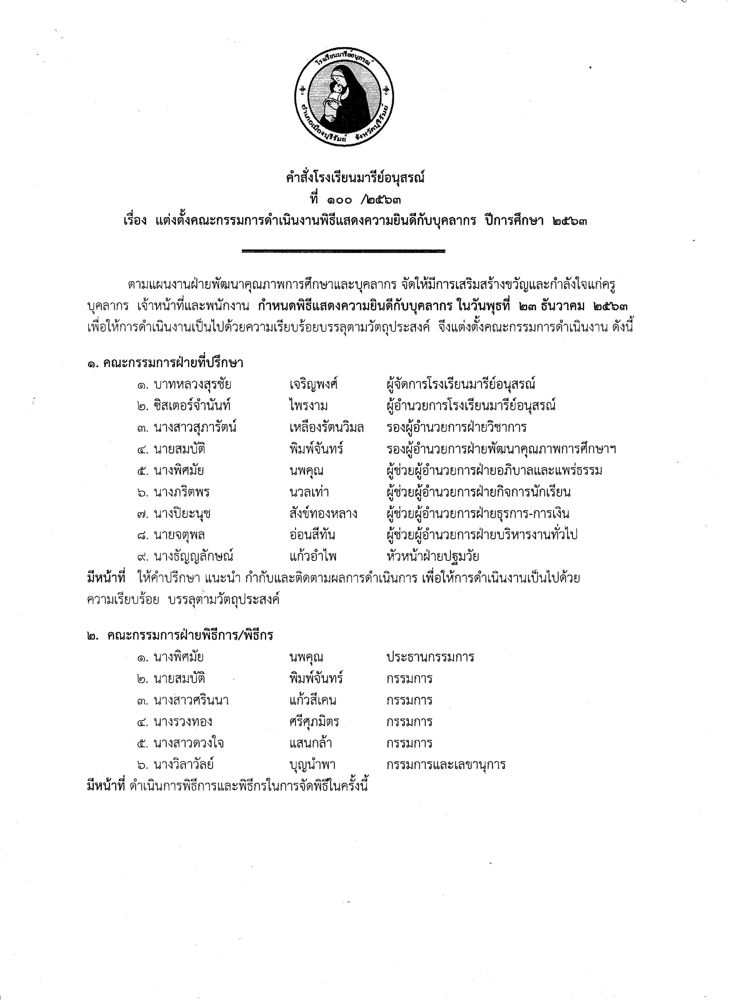 โรงเรียนมารีย์อนุสรณ์
อำเภอเมืองบุรีรัมย์ จังหวัดบุรีรัมย์
คำสั่งโรงเรียนมารีย์อนุสรณ์
ที่ ๑๐๐ /๒๕๖๓
เรื่อง แต่งตั้งคณะกรรมการดำเนินงานพิธีแสดงความยินดีกับบุคลากร ปีการศึกษา ๒๕๖๓
ตามแผนงานฝ่ายพัฒนาคุณภาพการศึกษาและบุคลากร จัดให้มีการเสริมสร้างขวัญและกำลังใจแก่ครู
บุคลากร เจ้าหน้าที่และพนักงาน กำหนดพิธีแสดงความยินดีกับบุคลากร ในวันพุธที่ ๒๓ ธันวาคม ๒๕๖๓
เพื่อให้การดำเนินงานเป็นไปด้วยความเรียบร้อยบรรลุตามวัตถุประสงค์ จึงแต่งตั้งคณะกรรมการดำเนินงาน ดังนี้
๑. คณะกรรมการฝ่ายที่ปรึกษา
๑. บาทหลวงสุรชัย เจริญพงศ์ ผู้จัดการโรงเรียนมารีย์อนุสรณ์
๒. ซิสเตอร์จำนันท์ ไพรงาม ผู้อำนวยการโรงเรียนมารีย์อนุสรณ์
๓. นางสาวสุภารัตน์ เหลืองรัตนวิมล รองผู้อำนวยการฝ่ายวิชาการ
๔. นายสมบัติ พิมพ์จันทร์ รองผู้อำนวยการฝ่ายพัฒนาคุณภาพการศึกษาฯ
๕. นางพิศมัย นพคุณ ผู้ช่วยผู้อำนวยการฝ่ายอภิบาลและแพร่ธรรม
๖. นางภริตพร นวลเท่า ผู้ช่วยผู้อำนวยการฝ่ายกิจการนักเรียน
๗. นางปิยะนุช สังข์ทองหลาง ผู้ช่วยผู้อำนวยการฝ่ายธุรการ-การเงิน
๘. นายจตุพล อ่อนสีทัน ผู้ช่วยผู้อำนวยการฝ่ายบริหารงานทั่วไป
๙. นางธัญญลักษณ์ แก้วอำไพ หัวหน้าฝ่ายปฐมวัย
มีหน้าที่ ให้คำปรึกษา แนะนำ กำกับและติดตามผลการดำเนินการ เพื่อให้การดำเนินงานเป็นไปด้วย
ความเรียบร้อย บรรลุตามวัตถุประสงค์
๒. คณะกรรมการฝ่ายพิธีการ/พิธีกร
๑. นางพิศมัย นพคุณ ประธานกรรมการ
๒. นายสมบัติ พิมพ์จันทร์ กรรมการ
๓. นางสาวศรินนา แก้วสีเคน กรรมการ
๔. นางรวงทอง ศรีศุภมิตร กรรมการ
๕. นางสาวดวงใจ แสนกล้า กรรมการ
๖. นางวิลาวัลย์ บุญนำพา กรรมการและเลขานุการ
มีหน้าที่ ดำเนินการพิธีการและพิธีกรในการจัดพิธีในครั้งนี้